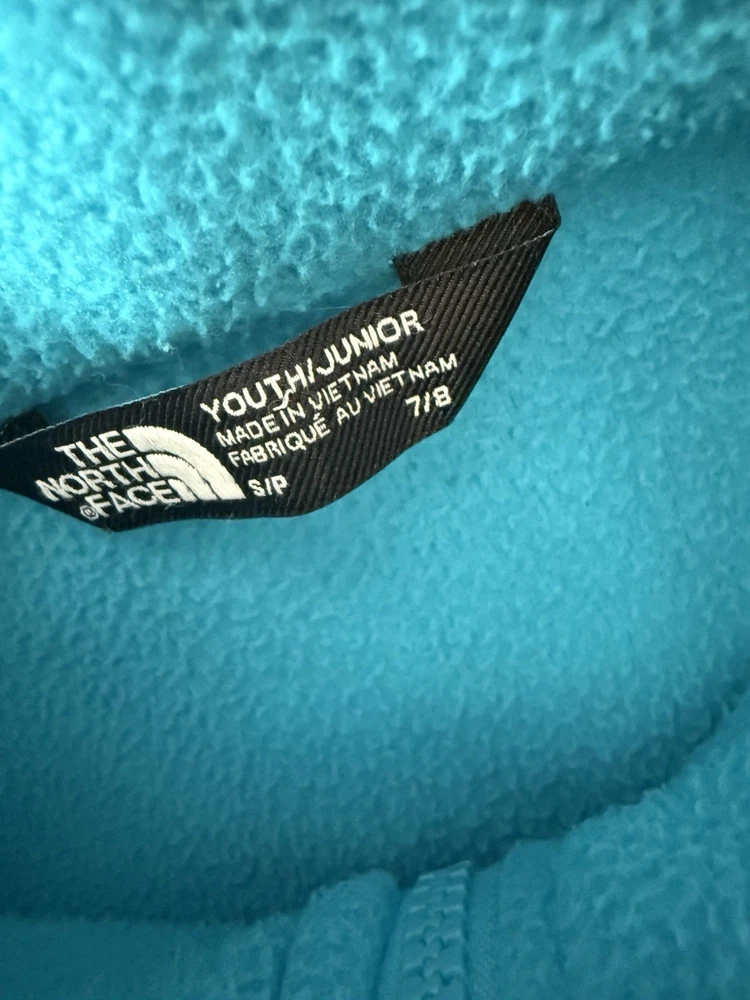 THE
NORTH
FACE®
YOUTH/JUNIOR
MADE IN VIETNAM
FABRIQUÉ AU VIETNAM
S/P 7/8